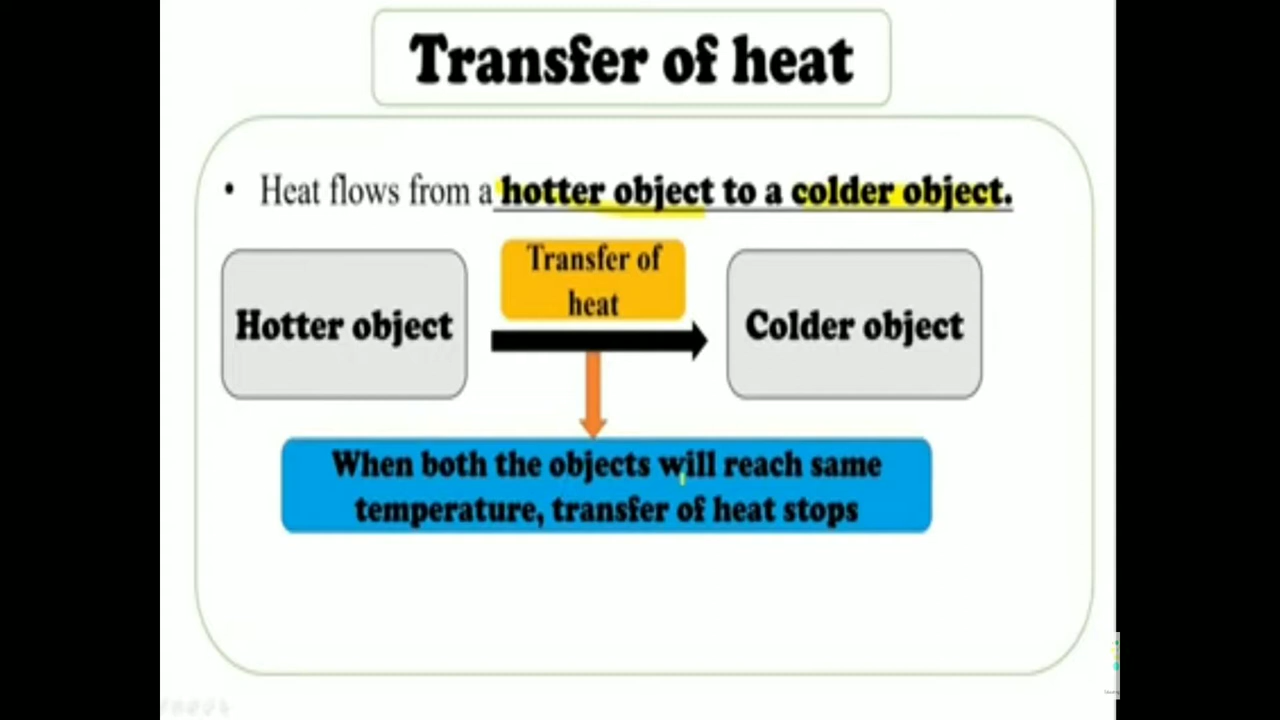 Transfer of heat
• Heat flows from a hotter object to a colder object.
Transfer of
heat
Hotter object
Colder object
When both the objects will reach same
temperature, transfer of heat stops